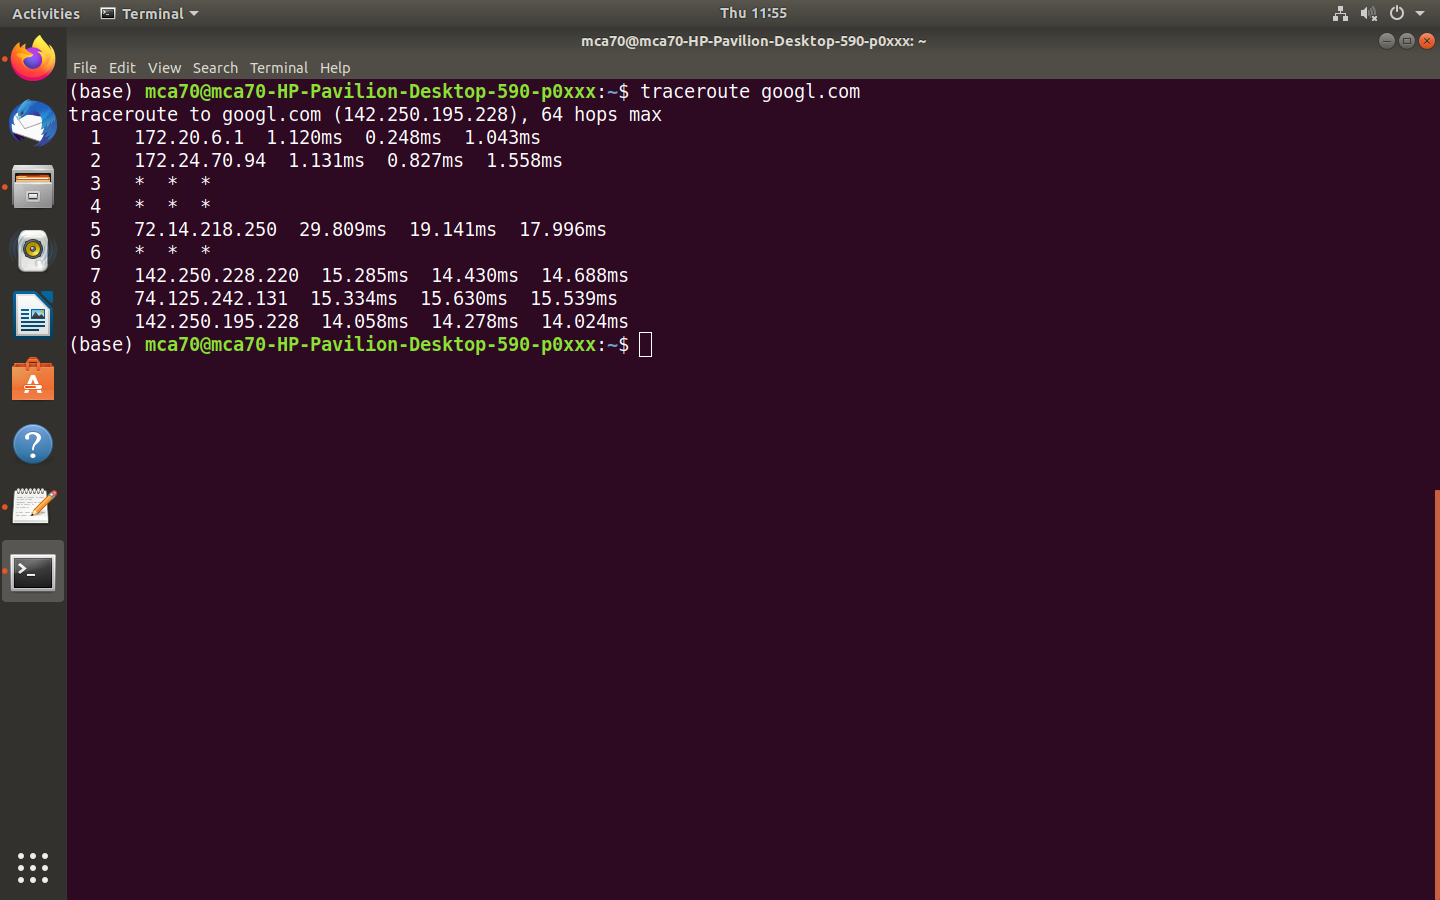 Activities Terminal Thu 11:55
mca70@mca70-HP-Pavilion-Desktop-590-p0xxx: ~
File Edit View Search Terminal Help
(base) mca70@mca70-HP-Pavilion-Desktop-590-p0xxx:~$ traceroute googl.com
traceroute to googl.com (142.250.195.228), 64 hops max
1 172.20.6.1 1.120ms 0.248ms 1.043ms
2 172.24.70.94 1.131ms 0.827ms 1.558ms
3 * * *
4 * * *
5 72.14.218.250 29.809ms 19.141ms 17.996ms
6 * * *
7 142.250.228.220 15.285ms 14.430ms 14.688ms
8 74.125.242.131 15.334ms 15.630ms 15.539ms
9 142.250.195.228 14.058ms 14.278ms 14.024ms
(base) mca70@mca70-HP-Pavilion-Desktop-590-p0xxx:~$